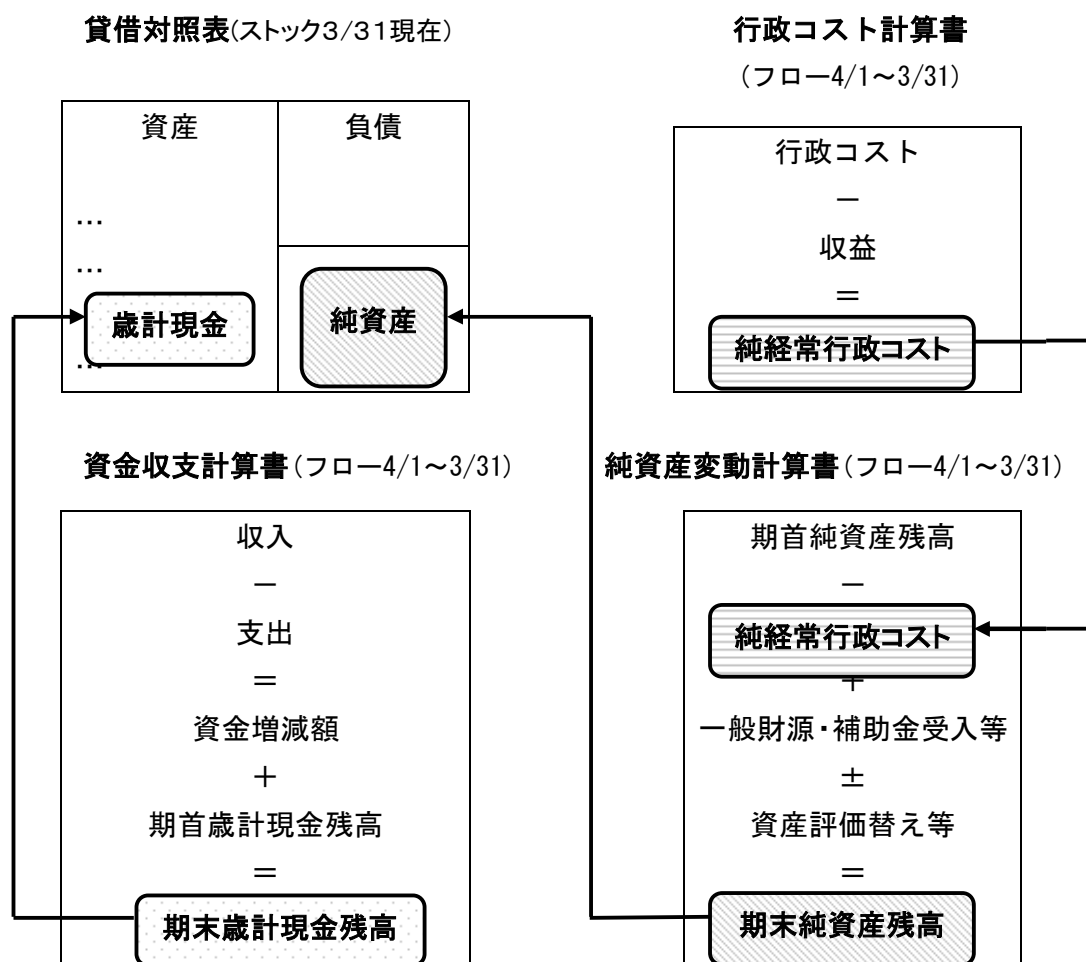 貸借対照表(ストック3/31現在)
資産
負債
…
…
歳計現金
…
純資産
行政コスト計算書
(フロー4/1～3/31)
行政コスト
－
収益
＝
純経常行政コスト
資金収支計算書(フロー4/1～3/31)
収入
－
支出
＝
資金増減額
＋
期首歳計現金残高
＝
期末歳計現金残高
純資産変動計算書(フロー4/1～3/31)
期首純資産残高
－
純経常行政コスト
＋
一般財源・補助金受入等
±
資産評価替え等
＝
期末純資産残高